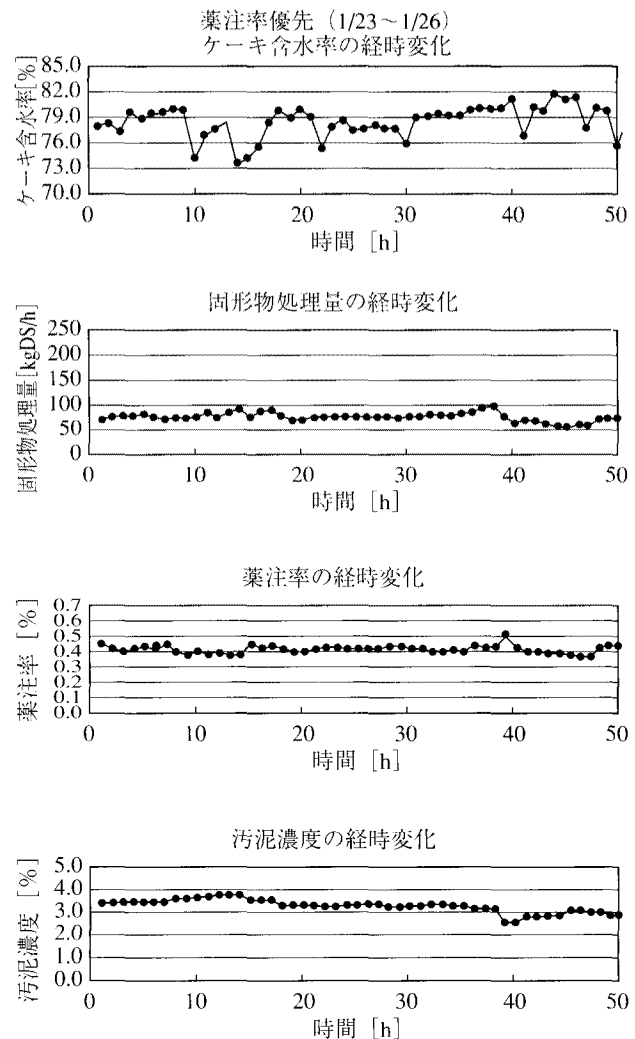 薬注率優先（1/23～1/26）
ケーキ含水率の経時変化
ケーキ含水率[%]
85.0
82.0
79.0
76.0
73.0
70.0
0 10 20 30 40 50
時間 [h]
固形物処理量の経時変化
固形物処理量[kgDS/h]
250
200
150
100
50
0
0 10 20 30 40 50
時間 [h]
薬注率の経時変化
薬注率 [%]
0.7
0.6
0.5
0.4
0.3
0.2
0.1
0.0
0 10 20 30 40 50
時間 [h]
汚泥濃度の経時変化
汚泥濃度 [%]
5.0
4.0
3.0
2.0
1.0
0.0
0 10 20 30 40 50
時間 [h]